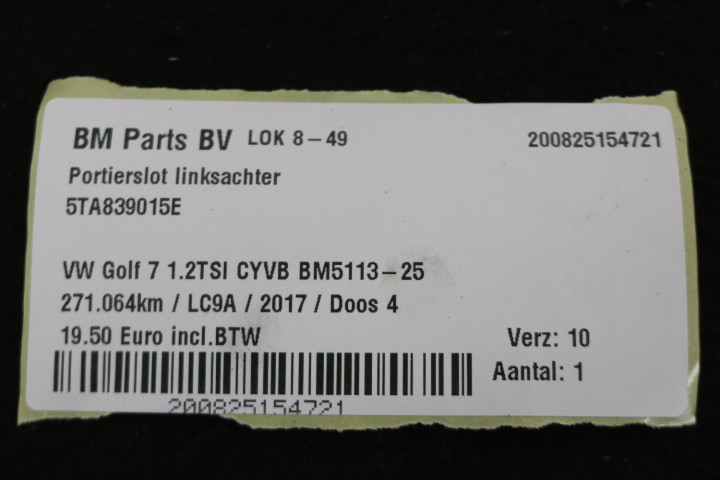 BM Parts BV LOK 8-49 200825154721
Portierslot linksachter
5TA839015E
VW Golf 7 1.2TSI CYVB BM5113-25
271.064km / LC9A / 2017 / Doos 4
19.50 Euro incl.BTW Verz: 10
Aantal: 1
200825154721